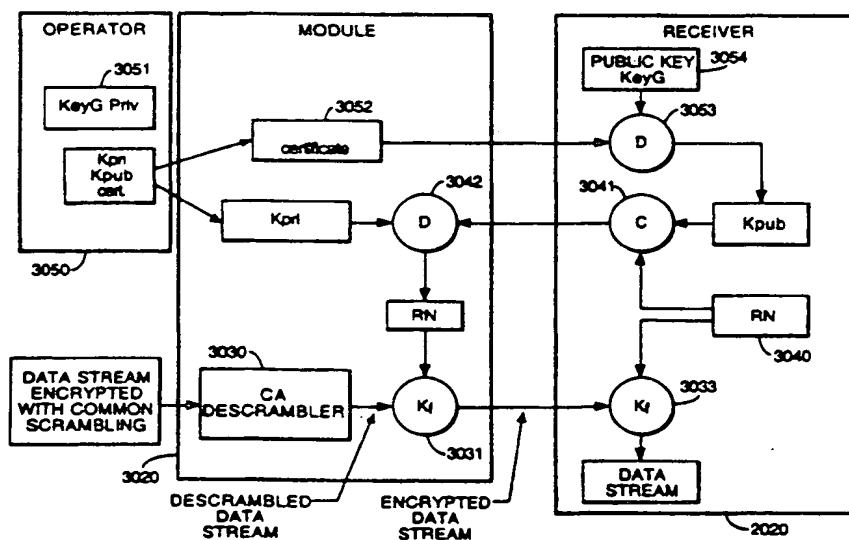 OPERATOR
3051
KeyG Priv
Kpri
Kpub
cert.
3050
MODULE
3052
certificate
3042
Kpri
D
RN
3030
CA
DESCRAMBLER
Kf
3031
3020
DATA STREAM
ENCRYPTED
WITH COMMON
SCRAMBLING
DESCRAMBLED
DATA
STREAM
ENCRYPTED
DATA
STREAM
RECEIVER
PUBLIC KEY
KeyG
3054
3053
D
3041
C
Kpub
RN
3040
3033
Kf
DATA
STREAM
2020